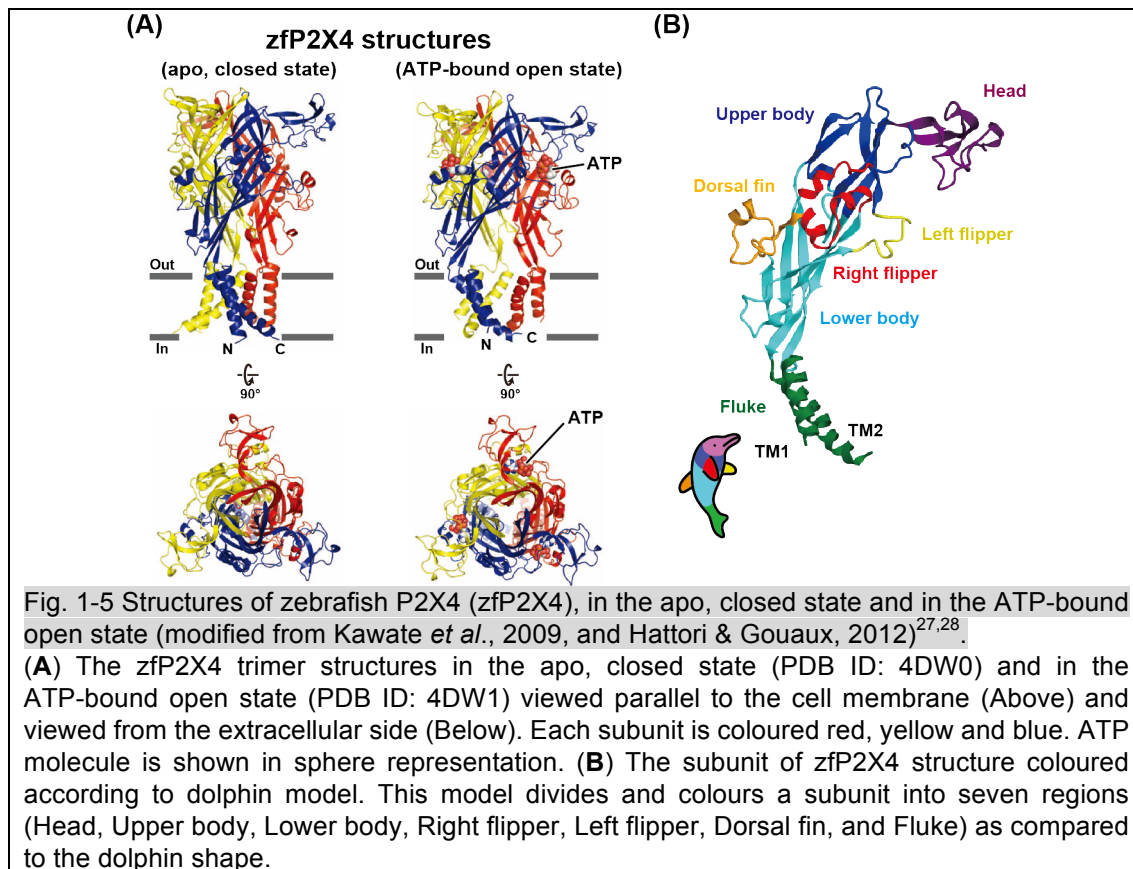 (A)
zfP2X4 structures
(apo, closed state)
(ATP-bound open state)
ATP
Out
In
N
C
90°
Out
In
N
C
90°
ATP
(B)
Head
Upper body
Dorsal fin
Left flipper
Right flipper
Lower body
Fluke
TM1
TM2
Fig. 1-5 Structures of zebrafish P2X4 (zfP2X4), in the apo, closed state and in the ATP-bound
open state (modified from Kawate et al., 2009, and Hattori & Gouaux, 2012)27,28.
(A) The zfP2X4 trimer structures in the apo, closed state (PDB ID: 4DW0) and in the
ATP-bound open state (PDB ID: 4DW1) viewed parallel to the cell membrane (Above) and
viewed from the extracellular side (Below). Each subunit is coloured red, yellow and blue. ATP
molecule is shown in sphere representation. (B) The subunit of zfP2X4 structure coloured
according to dolphin model. This model divides and colours a subunit into seven regions
(Head, Upper body, Lower body, Right flipper, Left flipper, Dorsal fin, and Fluke) as compared
to the dolphin shape.